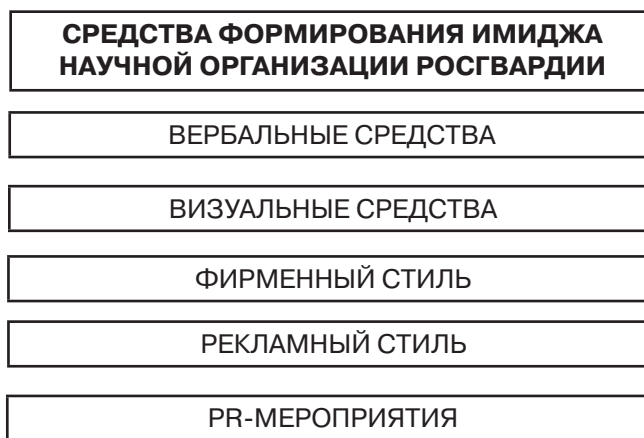 СРЕДСТВА ФОРМИРОВАНИЯ ИМИДЖА
НАУЧНОЙ ОРГАНИЗАЦИИ РОСГВАРДИИ
ВЕРБАЛЬНЫЕ СРЕДСТВА
ВИЗУАЛЬНЫЕ СРЕДСТВА
ФИРМЕННЫЙ СТИЛЬ
РЕКЛАМНЫЙ СТИЛЬ
PR-МЕРОПРИЯТИЯ